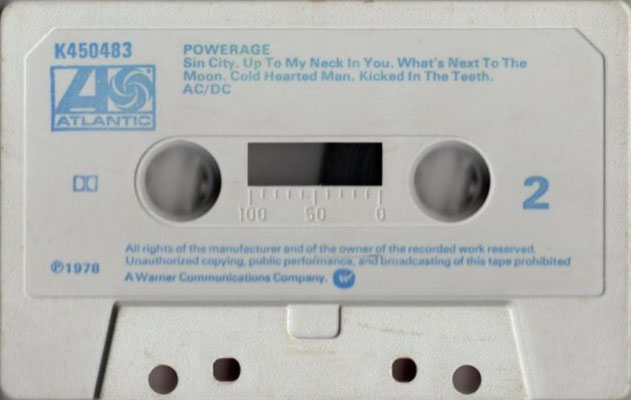 K450483
POWERAGE
Sin City. Up To My Neck In You. What's Next To The
Moon. Cold Hearted Man. Kicked In The Teeth.
AC/DC
ATLANTIC
100 50 0
2
All rights of the manufacturer and of the owner of the recorded work reserved.
Unauthorized copying, public performance, and broadcasting of this tape prohibited
℗1978
A Warner Communications Company.